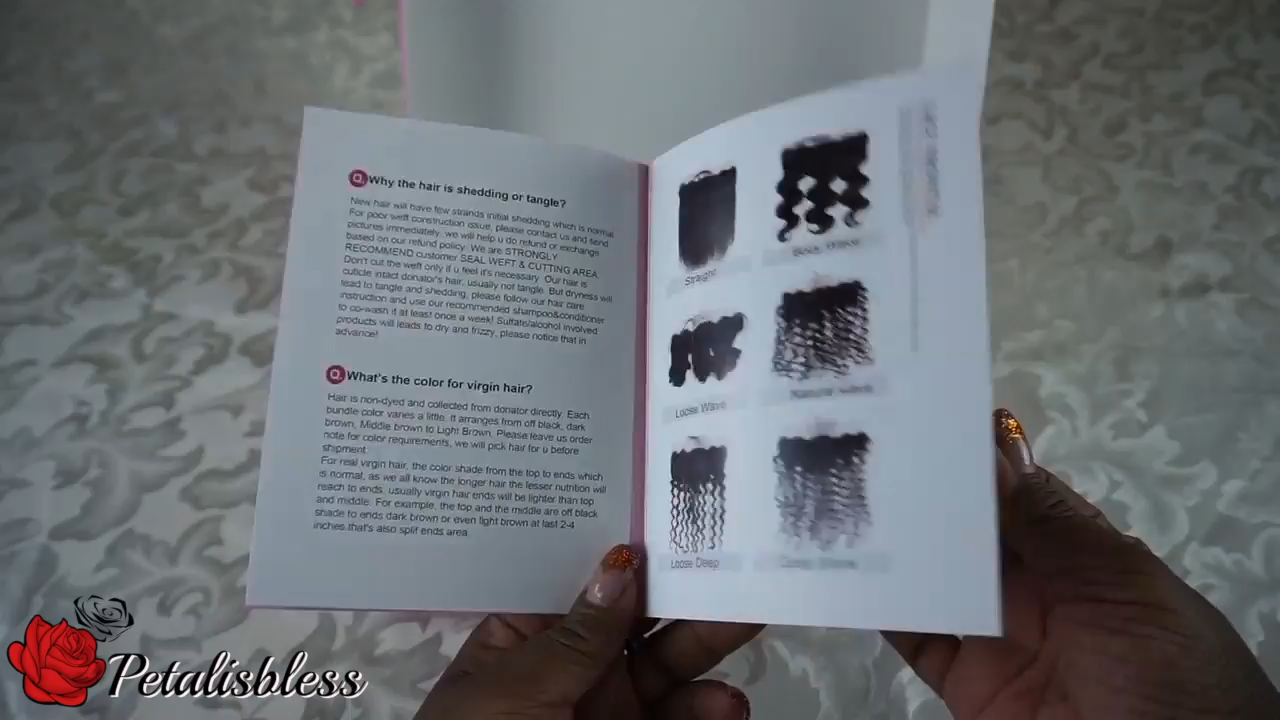 Q. Why the hair is shedding or tangle?
New hair will have few strands initial shedding which is normal.
For poor weft construction issue, please contact us and send
pictures immediately, we will help u do refund or exchange
based on our refund policy. We are STRONGLY
RECOMMEND customer SEAL WEFT & CUTTING AREA,
Don't cut the weft only if u feel it's necessary. Our hair is
cuticle intact donator's hair, usually not tangle. But dryness will
lead to tangle and shedding, please follow our hair care
instruction and use our recommended shampoo&conditioner
to co-wash it at least once a week! Sulfate/alcohol involved
products will leads to dry and frizzy, please notice that in
advance!
Q. What's the color for virgin hair?
Hair is non-dyed and collected from donator directly. Each
bundle color varies a little. It arranges from off black, dark
brown, Middle brown to Light Brown. Please leave us order
note for color requirements, we will pick hair for u before
shipment.
For real virgin hair, the color shade from the top to ends which
is normal, as we all know the longer hair the lesser nutrition will
reach to ends, usually virgin hair ends will be lighter than top
and middle. For example, the top and the middle are off black
shade to ends dark brown or even light brown at last 2-4
inches.that's also split ends area.
Straight
Body Wave
Loose Wave
Natural Wave
Loose Deep
Petalisbless